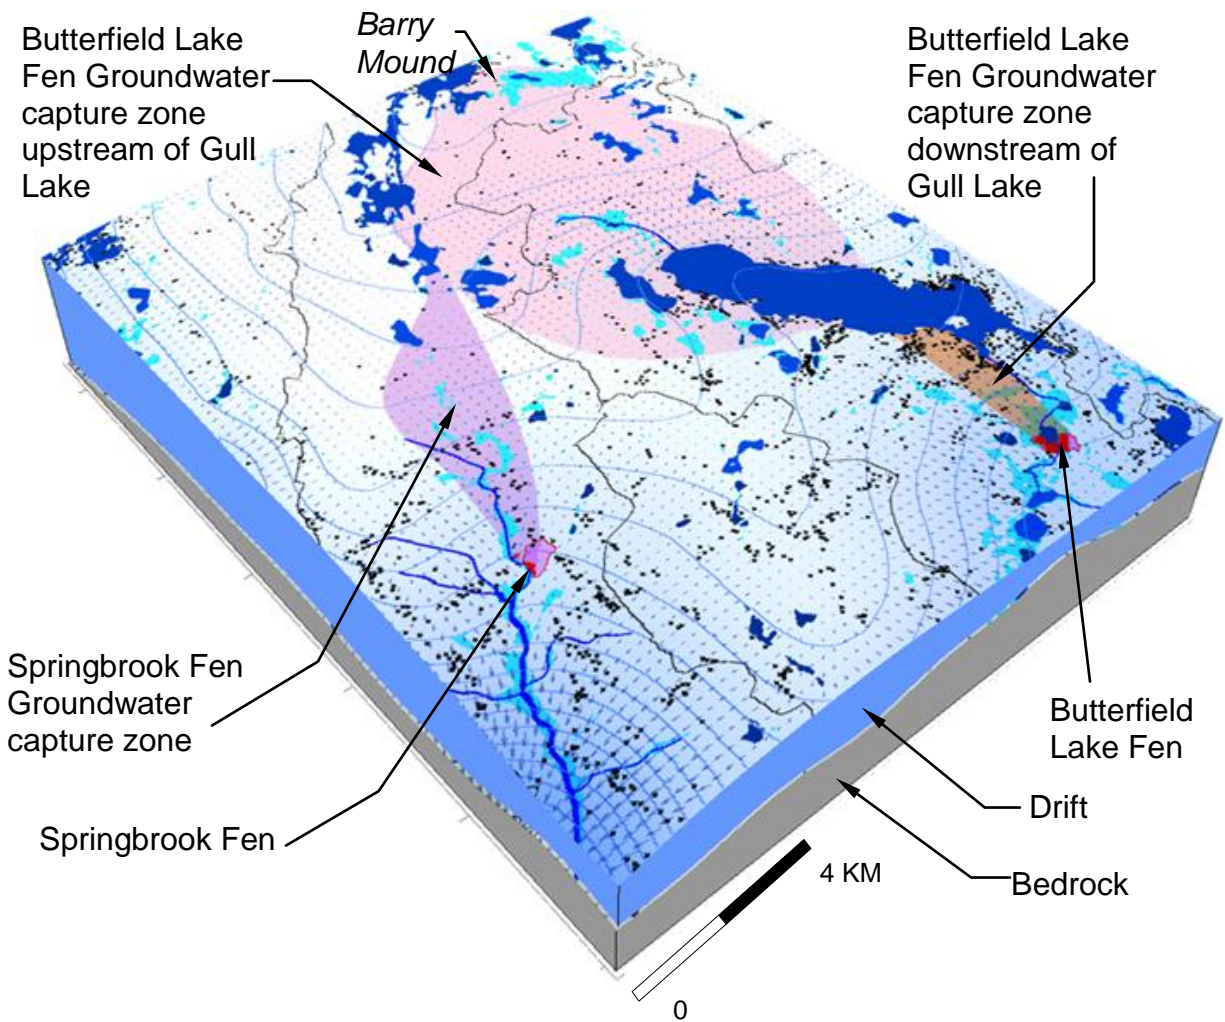 Butterfield Lake
Fen Groundwater
capture zone
upstream of Gull
Lake
Barry
Mound
Butterfield Lake
Fen Groundwater
capture zone
downstream of
Gull Lake
Springbrook Fen
Groundwater
capture zone
Springbrook Fen
Butterfield
Lake Fen
Drift
Bedrock
4 KM
0